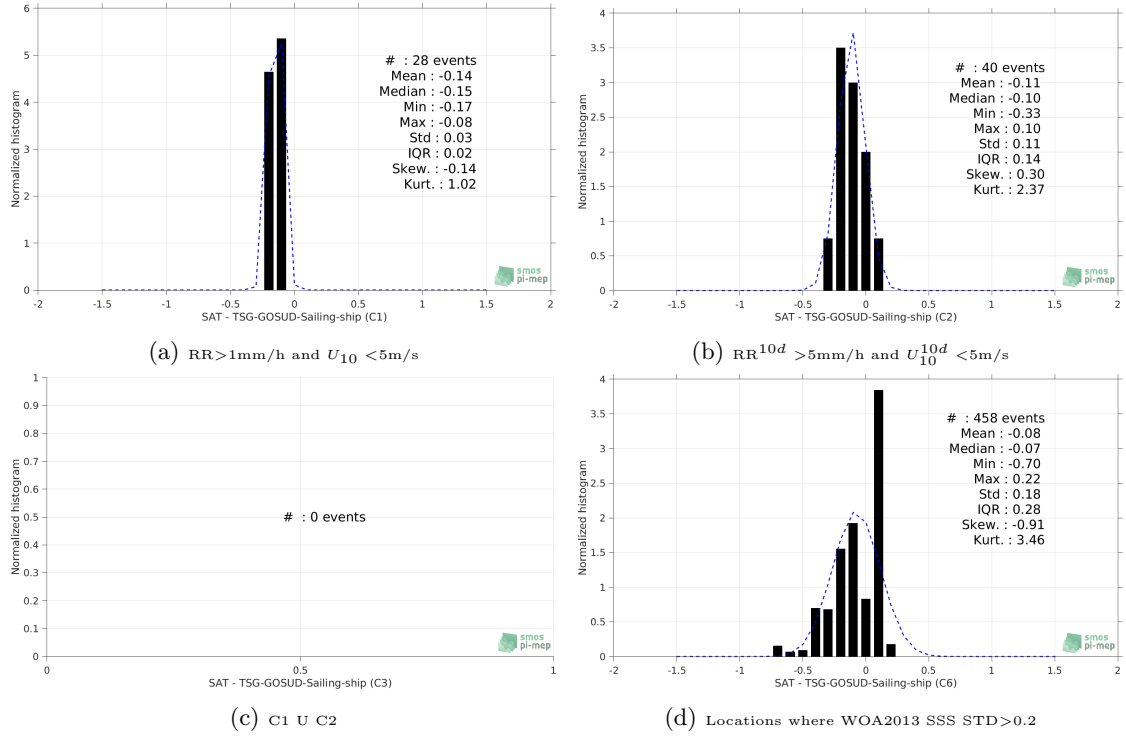 6
5
4
3
2
1
0
-2
-1.5
-1
-0.5
0
0.5
1
1.5
2
Normalized histogram
SAT - TSG-GOSUD-Sailing-ship (C1)
# : 28 events
Mean : -0.14
Median : -0.15
Min : -0.17
Max : -0.08
Std : 0.03
IQR : 0.02
Skew. : -0.14
Kurt. : 1.02
smos
pi-mep
(a) RR>1mm/h and U10 <5m/s
4
3.5
3
2.5
2
1.5
1
0.5
0
-2
-1.5
-1
-0.5
0
0.5
1
1.5
2
Normalized histogram
SAT - TSG-GOSUD-Sailing-ship (C2)
# : 40 events
Mean : -0.11
Median : -0.10
Min : -0.33
Max : 0.10
Std : 0.11
IQR : 0.14
Skew. : 0.30
Kurt. : 2.37
smos
pi-mep
(b) RR10d >5mm/h and U10 10d <5m/s
1
0.9
0.8
0.7
0.6
0.5
0.4
0.3
0.2
0.1
0
0
0.5
1
Normalized histogram
SAT - TSG-GOSUD-Sailing-ship (C3)
# : 0 events
smos
pi-mep
(c) C1 U C2
4
3.5
3
2.5
2
1.5
1
0.5
0
-2
-1.5
-1
-0.5
0
0.5
1
1.5
2
Normalized histogram
SAT - TSG-GOSUD-Sailing-ship (C6)
# : 458 events
Mean : -0.08
Median : -0.07
Min : -0.70
Max : 0.22
Std : 0.18
IQR : 0.28
Skew. : -0.91
Kurt. : 3.46
smos
pi-mep
(d) Locations where WOA2013 SSS STD>0.2